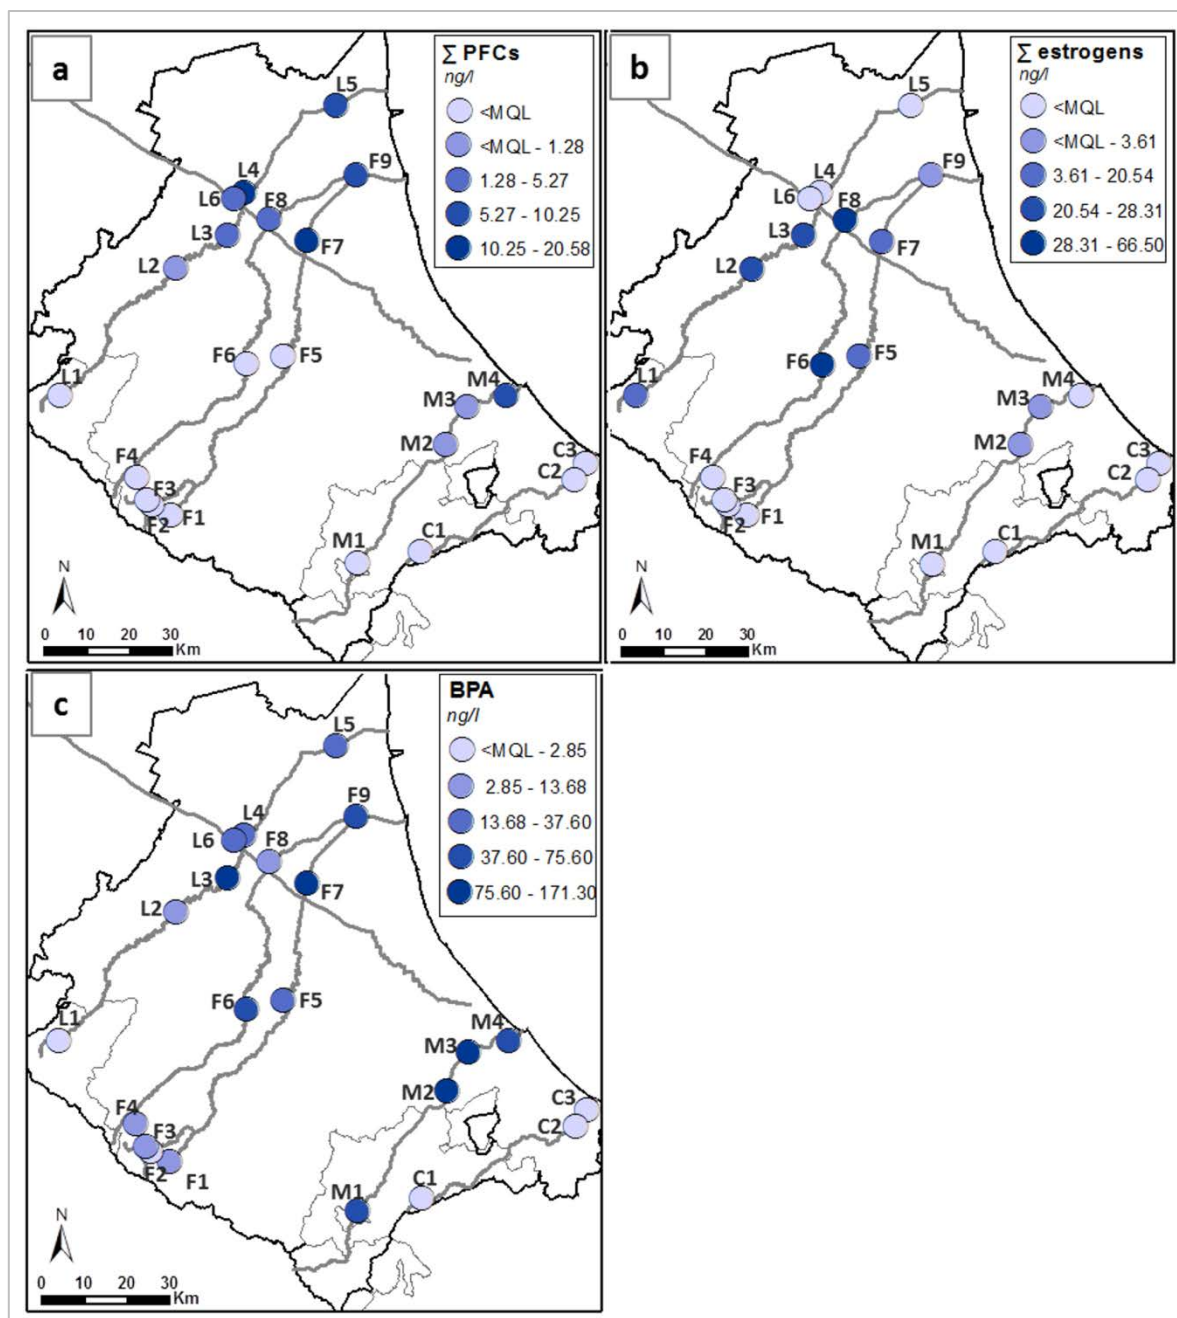 a
∑ PFCs
ng/l
<MQL
<MQL - 1.28
1.28 - 5.27
5.27 - 10.25
10.25 - 20.58
L5
L4
F9
L6
F8
L3
F7
L2
F6
F5
L1
M4
M3
M2
C3
F4
C2
F3
F2
F1
M1
C1
N
0 10 20 30
Km
b
∑ estrogens
ng/l
<MQL
<MQL - 3.61
3.61 - 20.54
20.54 - 28.31
28.31 - 66.50
L5
F9
L4
L6
F8
L3
F7
L2
F6
F5
L1
M4
M3
M2
C3
F4
C2
F3
F2
F1
M1
C1
N
0 10 20 30
Km
c
BPA
ng/l
<MQL - 2.85
2.85 - 13.68
13.68 - 37.60
37.60 - 75.60
75.60 - 171.30
L5
F9
L4
L6
F8
L3
F7
L2
F6
F5
L1
M4
M3
M2
C3
F4
C2
F3
F2
F1
M1
C1
N
0 10 20 30
Km